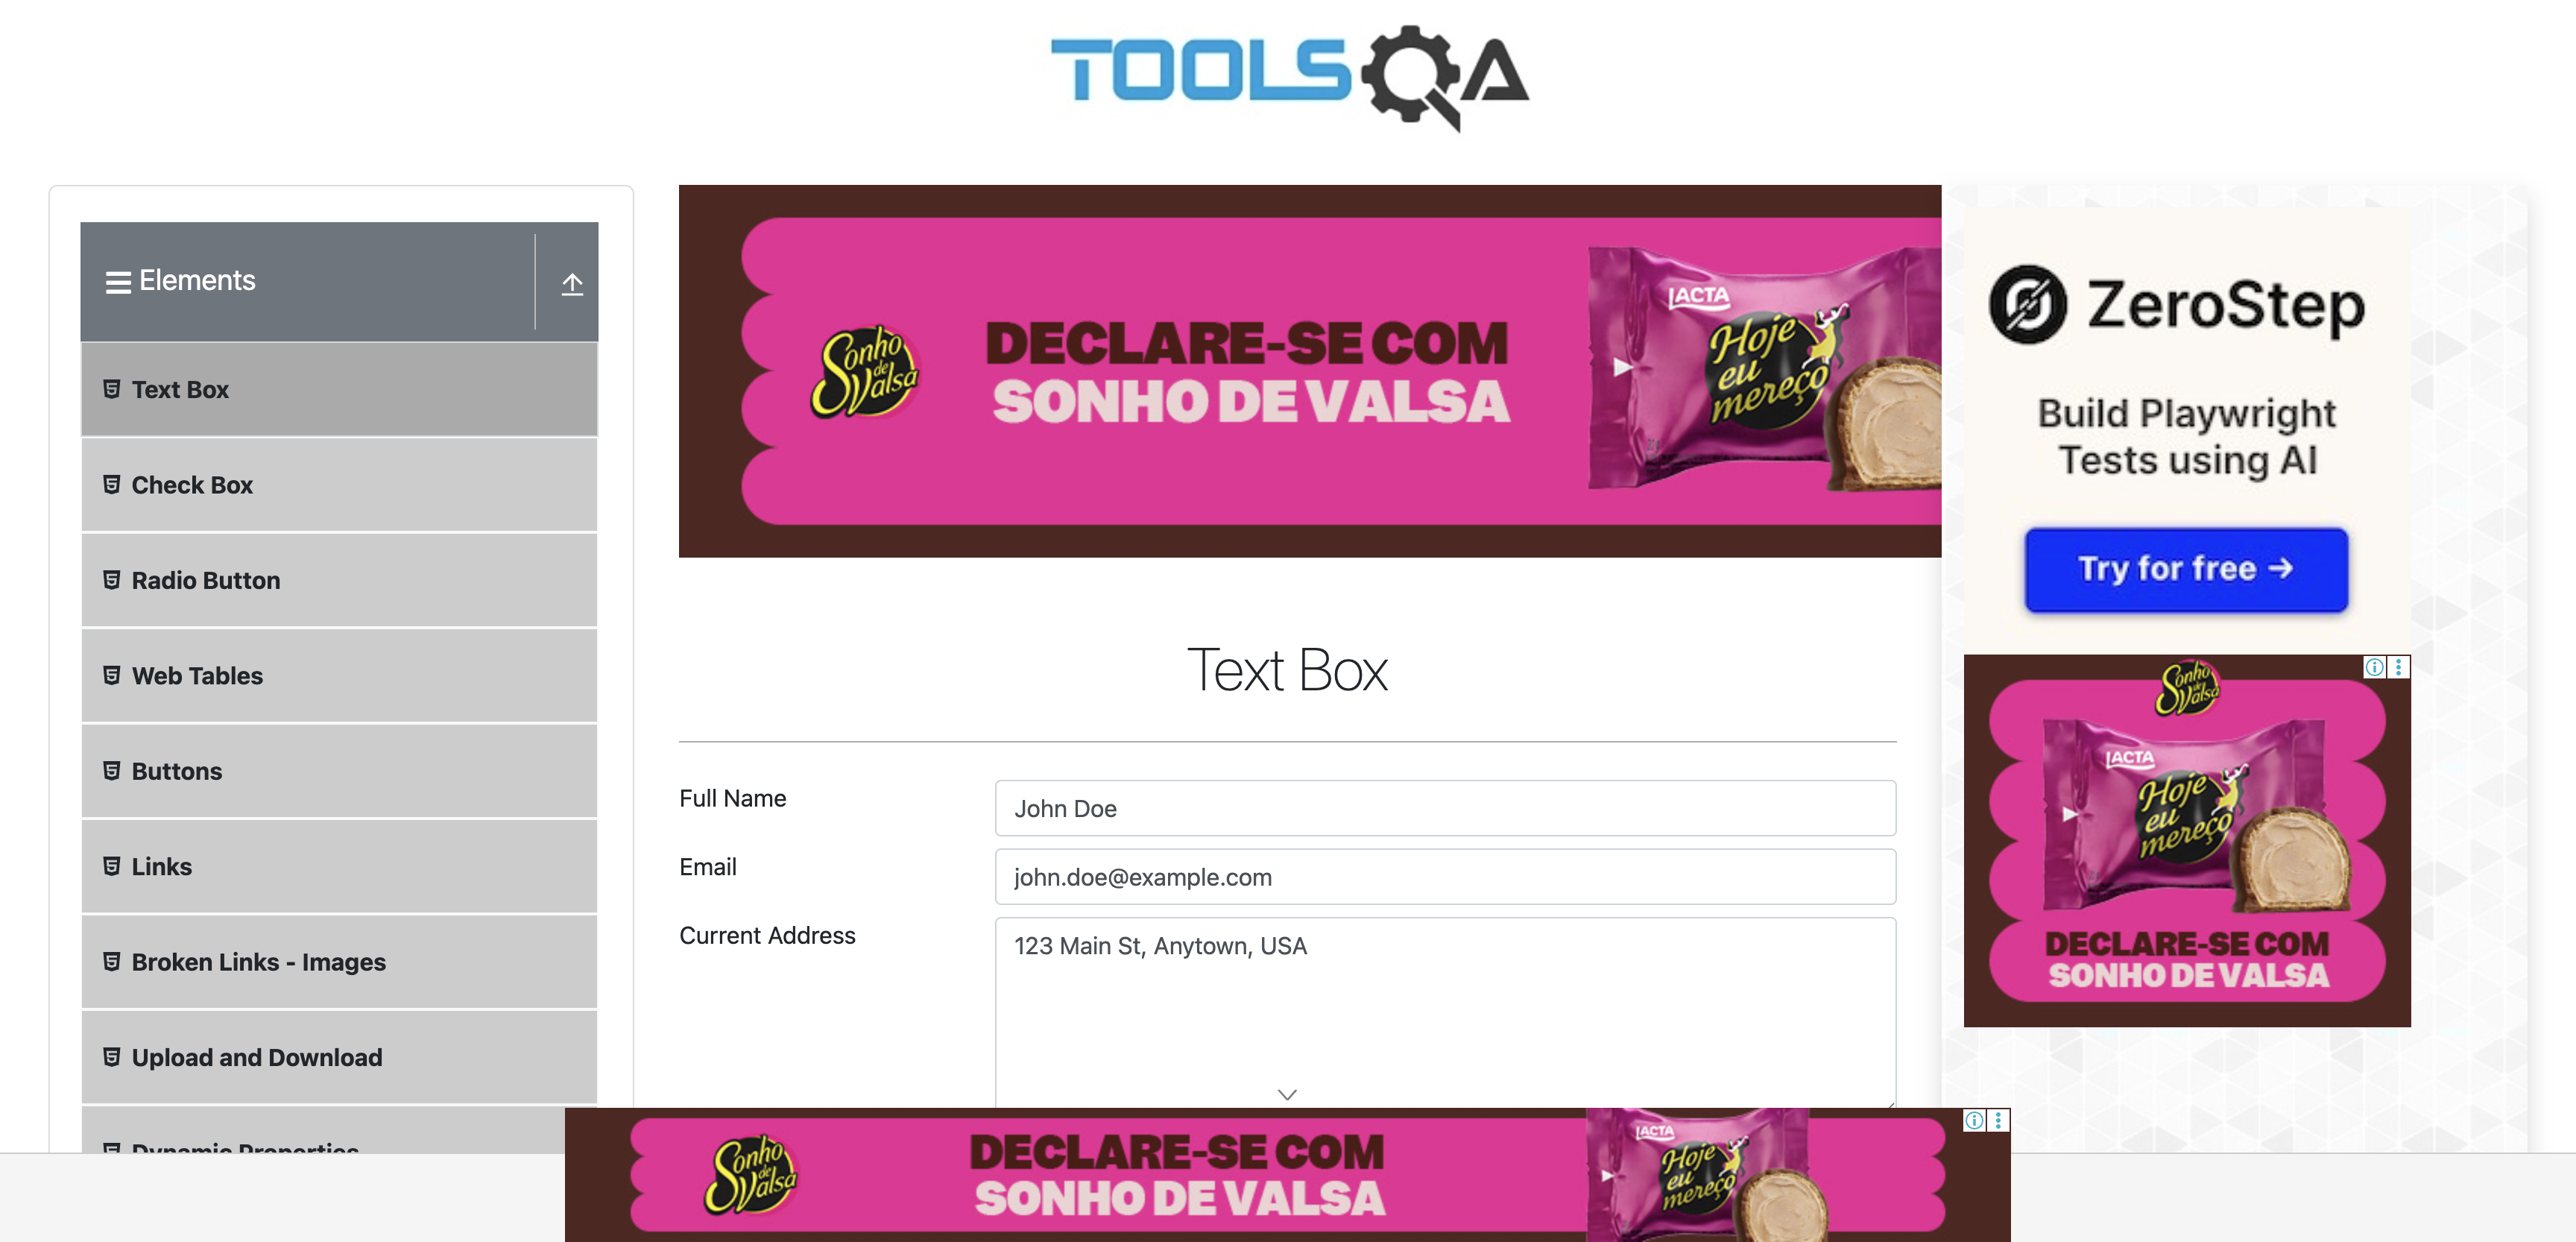 TOOLSQA
Elements
Text Box
Check Box
Radio Button
Web Tables
Buttons
Links
Broken Links - Images
Upload and Download
Dynamic Properties
Sonho de Valsa
DECLARE-SE COM
SONHO DE VALSA
LACTA
Hoje
eu
mereço
Text Box
Full Name
John Doe
Email
john.doe@example.com
Current Address
123 Main St, Anytown, USA
ZeroStep
Build Playwright
Tests using AI
Try for free →
Sonho de Valsa
LACTA
Hoje
eu
mereço
DECLARE-SE COM
SONHO DE VALSA
Sonho de Valsa
DECLARE-SE COM
SONHO DE VALSA
LACTA
Hoje
eu
mereço